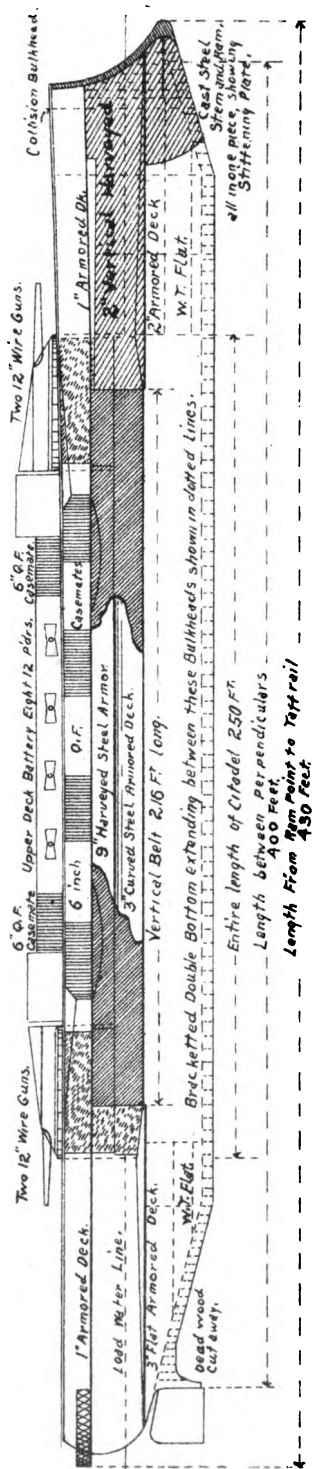 Collision Bulkhead.
Two 12" Wire Guns.
6" Q.F.
Casemate.
Upper Deck Battery Eight 12 Pdrs.
6" Q.F.
Casemate
Two 12" Wire Guns.
1" Armored Deck.
6 inch Q.F. Casemates
1" Armored Dk.
2" Vertical Harveyed
Load Water Line.
9" Harveyed Steel Armor.
3" Curved Steel Armored Deck.
3" Flat Armored Deck.
2" Armored Deck
Vertical Belt 216 Ft. long.
W.T. Flat.
W.T. Flat.
Cast Steel
Stem and Ram,
all in one piece, showing
Stiffening Plate.
Dead wood
Cut away.
Bracketted Double Bottom extending between these Bulkheads shown in dotted Lines.
Entire length of Citadel 250 Ft.
Length between Perpendiculars
400 Feet.
Length From Ram Point to Taffrail
430 Feet.